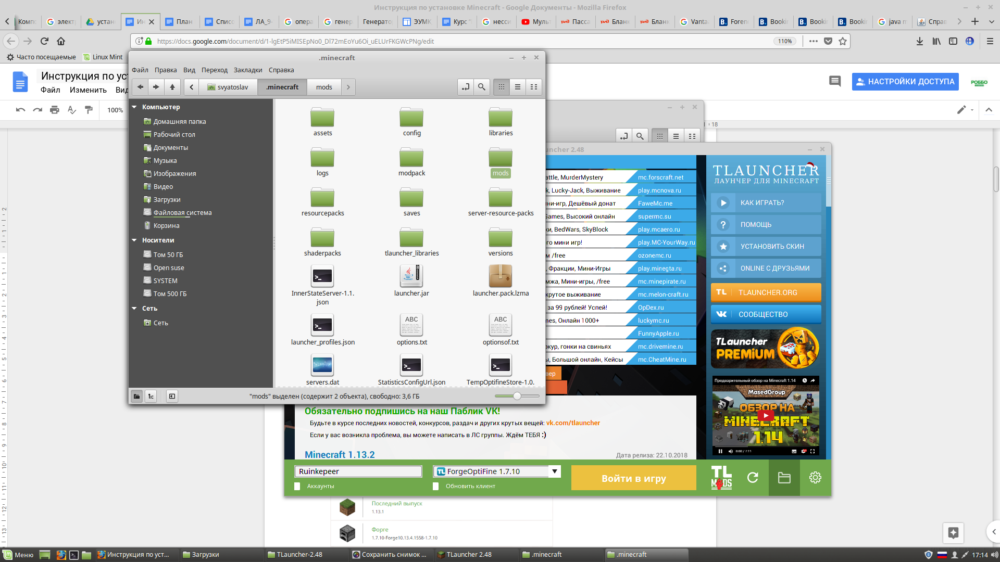 Инструкция по установке Minecraft - Google Документы - Mozilla Firefox
Комп
элект
устан
Ин
План
Списо
ЛА_9-
опера
генер
Генерато
ЭУМК
Курс "
несси
Муль
Пасса
Бланк
Бланк
Vanta
Foren
Bookin
Bookin
Bookin
java m
Справ
https://docs.google.com/document/d/1-lgEtP5iMISEpNo0_Dl72mEoYu6Oi_uELUrFKGWcPNg/edit
110%
Часто посещаемые
Linux Mint
Инструкция по ус
Файл Изменить Вид
НАСТРОЙКИ ДОСТУПА
РОББО
100%
18
.minecraft
Файл Правка Вид Переход Закладки Справка
svyatoslav
.minecraft
mods
Компьютер
Домашняя папка
Рабочий стол
Документы
Музыка
Изображения
Видео
Загрузки
Файловая система
Корзина
Носители
Том 50 ГБ
Open suse
SYSTEM
Том 500 ГБ
Сеть
Сеть
assets
config
libraries
logs
modpack
mods
resourcepacks
saves
server-resource-packs
shaderpacks
tlauncher_libraries
versions
InnerStateServer-1.1.
json
launcher.jar
launcher.pack.lzma
launcher_profiles.json
options.txt
optionsof.txt
servers.dat
StatisticsConfigUrl.json
TempOptifineStore-1.0.
"mods" выделен (содержит 2 объекта), свободно: 3,6 ГБ
uncher 2.48
attle, MurderMystery mc.forscraft.net
k, Lucky-Jack, Выживание play.mcnova.ru
ни-игр, Дешёвый донат FaweMc.me
Games, Высокий онлайн supermc.su
ки, BedWars, SkyBlock play.mcaero.ru
го мини игр! play.MC-YourWay.ru
м /free ozonemc.ru
, Фракции, Мини-Игры play.minegta.ru
мжа, Мини-игры, /free mc.minepirate.ru
крутое выживание mc.melon-craft.ru
за 99 рублей! Успей! OpDex.ru
mes, Онлайн 1000+ luckymc.ru
FunnyApple.ru
ркур, гонки на свиньях mc.drivemine.ru
ы, Большой онлайн, Кейсы mc.CheatMine.ru
вер
TLAUNCHER
ЛАУНЧЕР ДЛЯ MINECRAFT
КАК ИГРАТЬ?
ПОМОЩЬ
УСТАНОВИТЬ СКИН
ONLINE С ДРУЗЬЯМИ
TL TLAUNCHER.ORG
СООБЩЕСТВО
TLauncher
PREMIUM
Предварительный обзор на Minecraft 1.14
MasedGroup
ОБЗОР НА
MINECRAFT
1.14
0:00 / 7:11
Обязательно подпишись на наш Паблик VK!
Будьте в курсе последних новостей, конкурсов, раздач и других крутых вещей: vk.com/tlauncher
Если у вас возникла проблема, вы можете написать в ЛС группы. Ждём ТЕБЯ :)
Minecraft 1.13.2
Дата релиза: 22.10.2018
Ruinkepeer
TL ForgeOptiFine 1.7.10
Войти в игру
TL
MODS
Аккаунты
Обновить клиент
Последний выпуск
1.13.1
Форге
1.7.10-Forge10.13.4.1558-1.7.10
Меню
Инструкция по уст...
Загрузки
TLauncher-2.48
Сохранить снимок ...
TLauncher 2.48
.minecraft
.minecraft
17:14